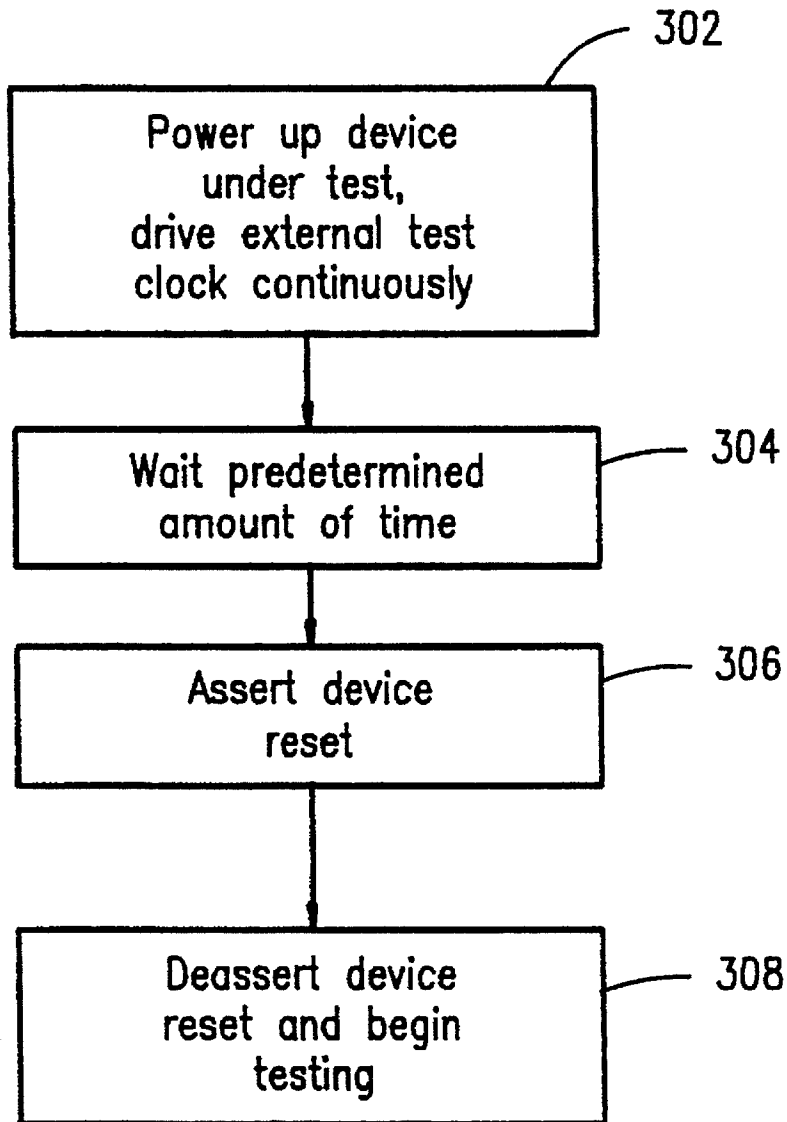 302
Power up device
under test,
drive external test
clock continuously
304
Wait predetermined
amount of time
306
Assert device
reset
308
Deassert device
reset and begin
testing